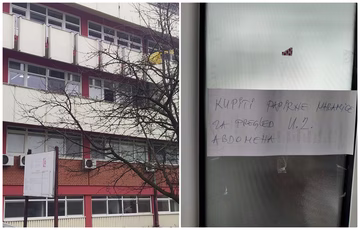 KUPITI PAPIRNE MARAMICE
ZA PREGLED U.Z.
ABDOMENA